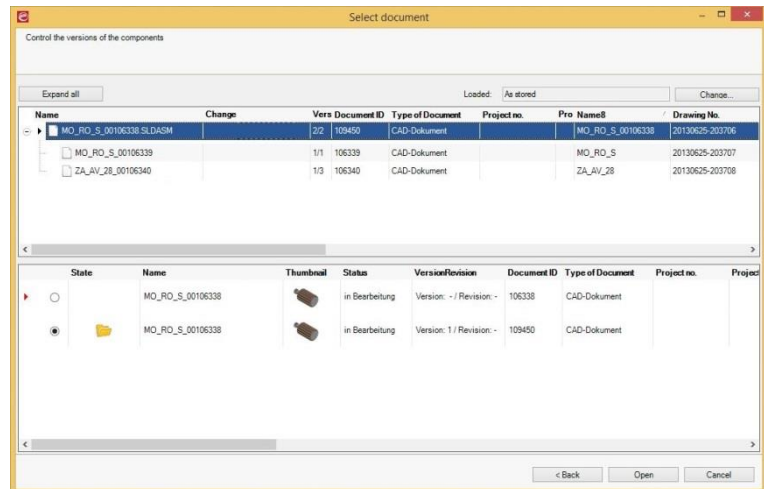 Select document
Control the versions of the components
Expand all Loaded: As stored Change...
Name Change Vers Document ID Type of Document Project no. Pro Name8 Drawing No.
MO_RO_S_00106338.SLDASM 2/2 109450 CAD-Dokument MO_RO_S_00106338 20130625-203706
MO_RO_S_00106339 1/1 106339 CAD-Dokument MO_RO_S 20130625-203707
ZA_AV_28_00106340 1/3 106340 CAD-Dokument ZA_AV_28 20130625-203708
State Name Thumbnail Status VersionRevision Document ID Type of Document Project no. Project
MO_RO_S_00106338 in Bearbeitung Version: - / Revision: - 106338 CAD-Dokument
MO_RO_S_00106338 in Bearbeitung Version: 1 / Revision: - 109450 CAD-Dokument
< Back Open Cancel